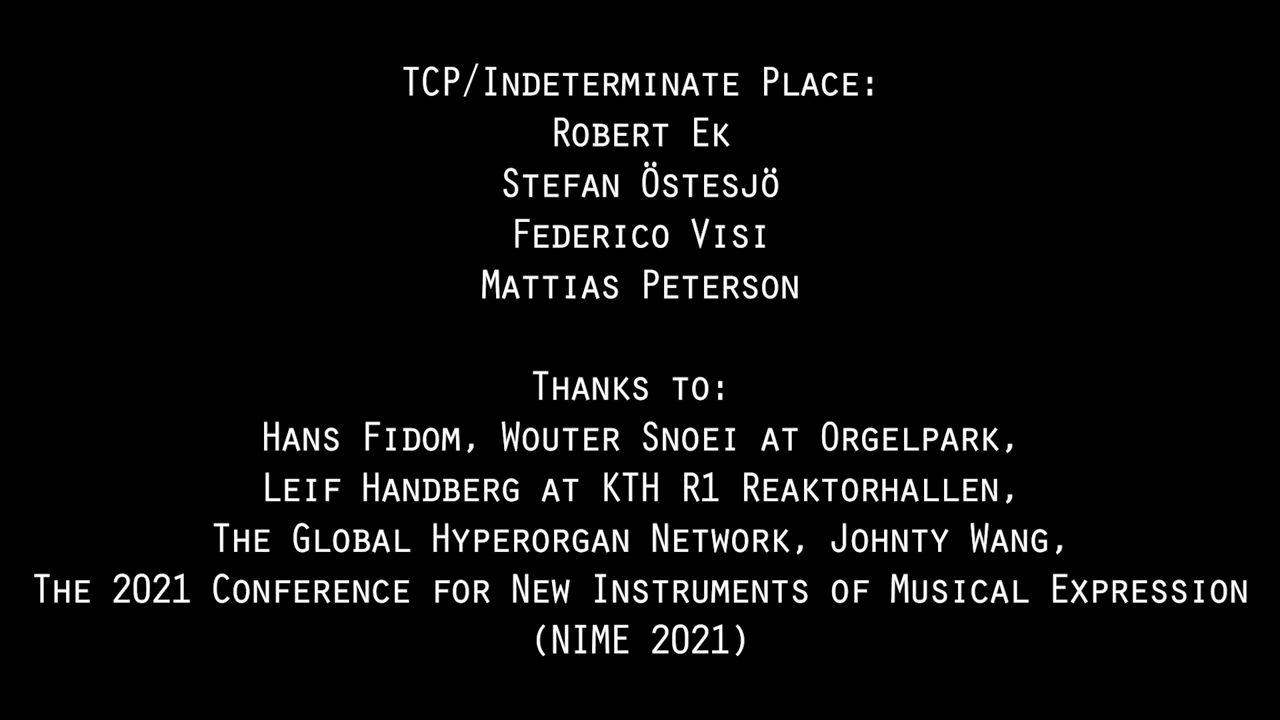 TCP/Indeterminate Place:
Robert Ek
Stefan Östesjö
Federico Visi
Mattias Peterson
Thanks to:
Hans Fidom, Wouter Snoei at Orgelpark,
Leif Handberg at KTH R1 Reaktorhallen,
The Global Hyperorgan Network, Johnty Wang,
The 2021 Conference for New Instruments of Musical Expression
(NIME 2021)